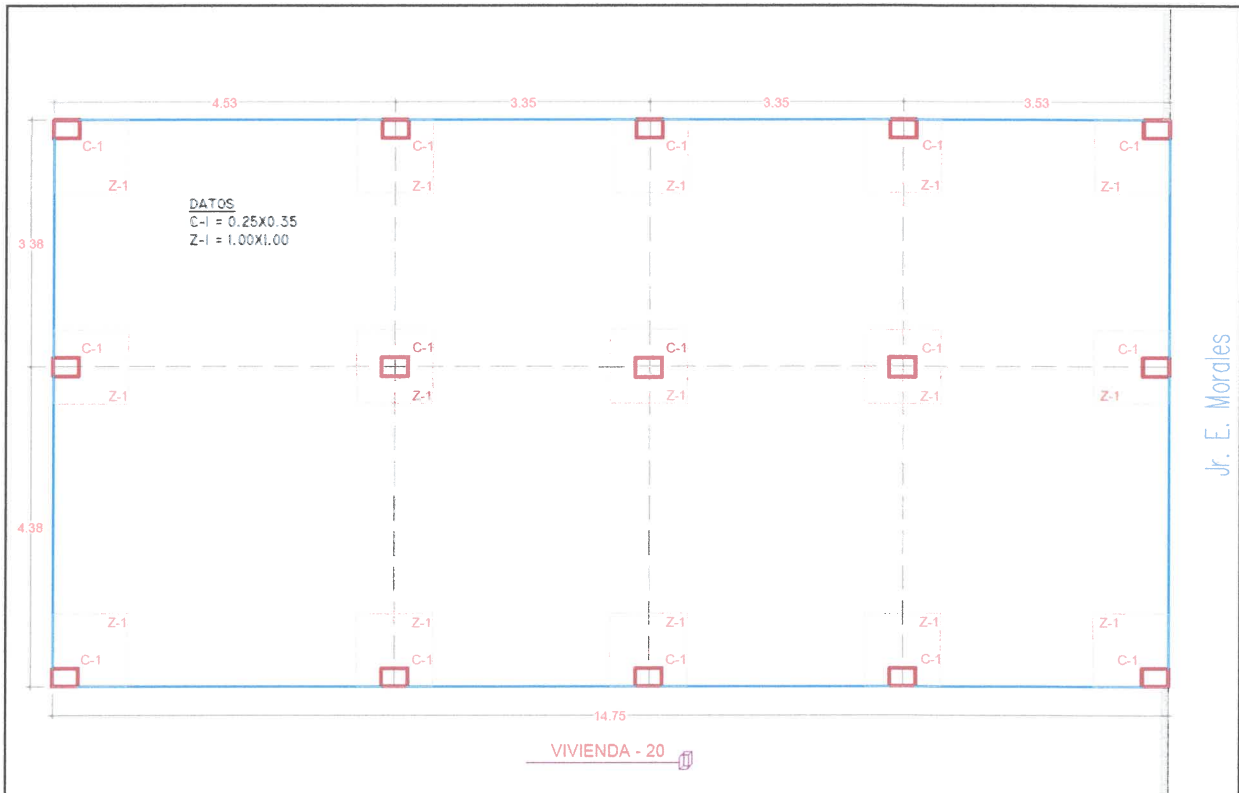 4.53 3.35 3.35 3.53
C-1 C-1 C-1 C-1 C-1
Z-1 Z-1 Z-1 Z-1 Z-1
DATOS
C-1 = 0.25X0.35
Z-1 = 1.00X1.00
3.38
C-1 C-1 C-1 C-1 C-1
Z-1 Z-1 Z-1 Z-1 Z-1
Jr. E. Morales
4.38
Z-1 Z-1 Z-1 Z-1 Z-1
C-1 C-1 C-1 C-1 C-1
14.75
VIVIENDA - 20